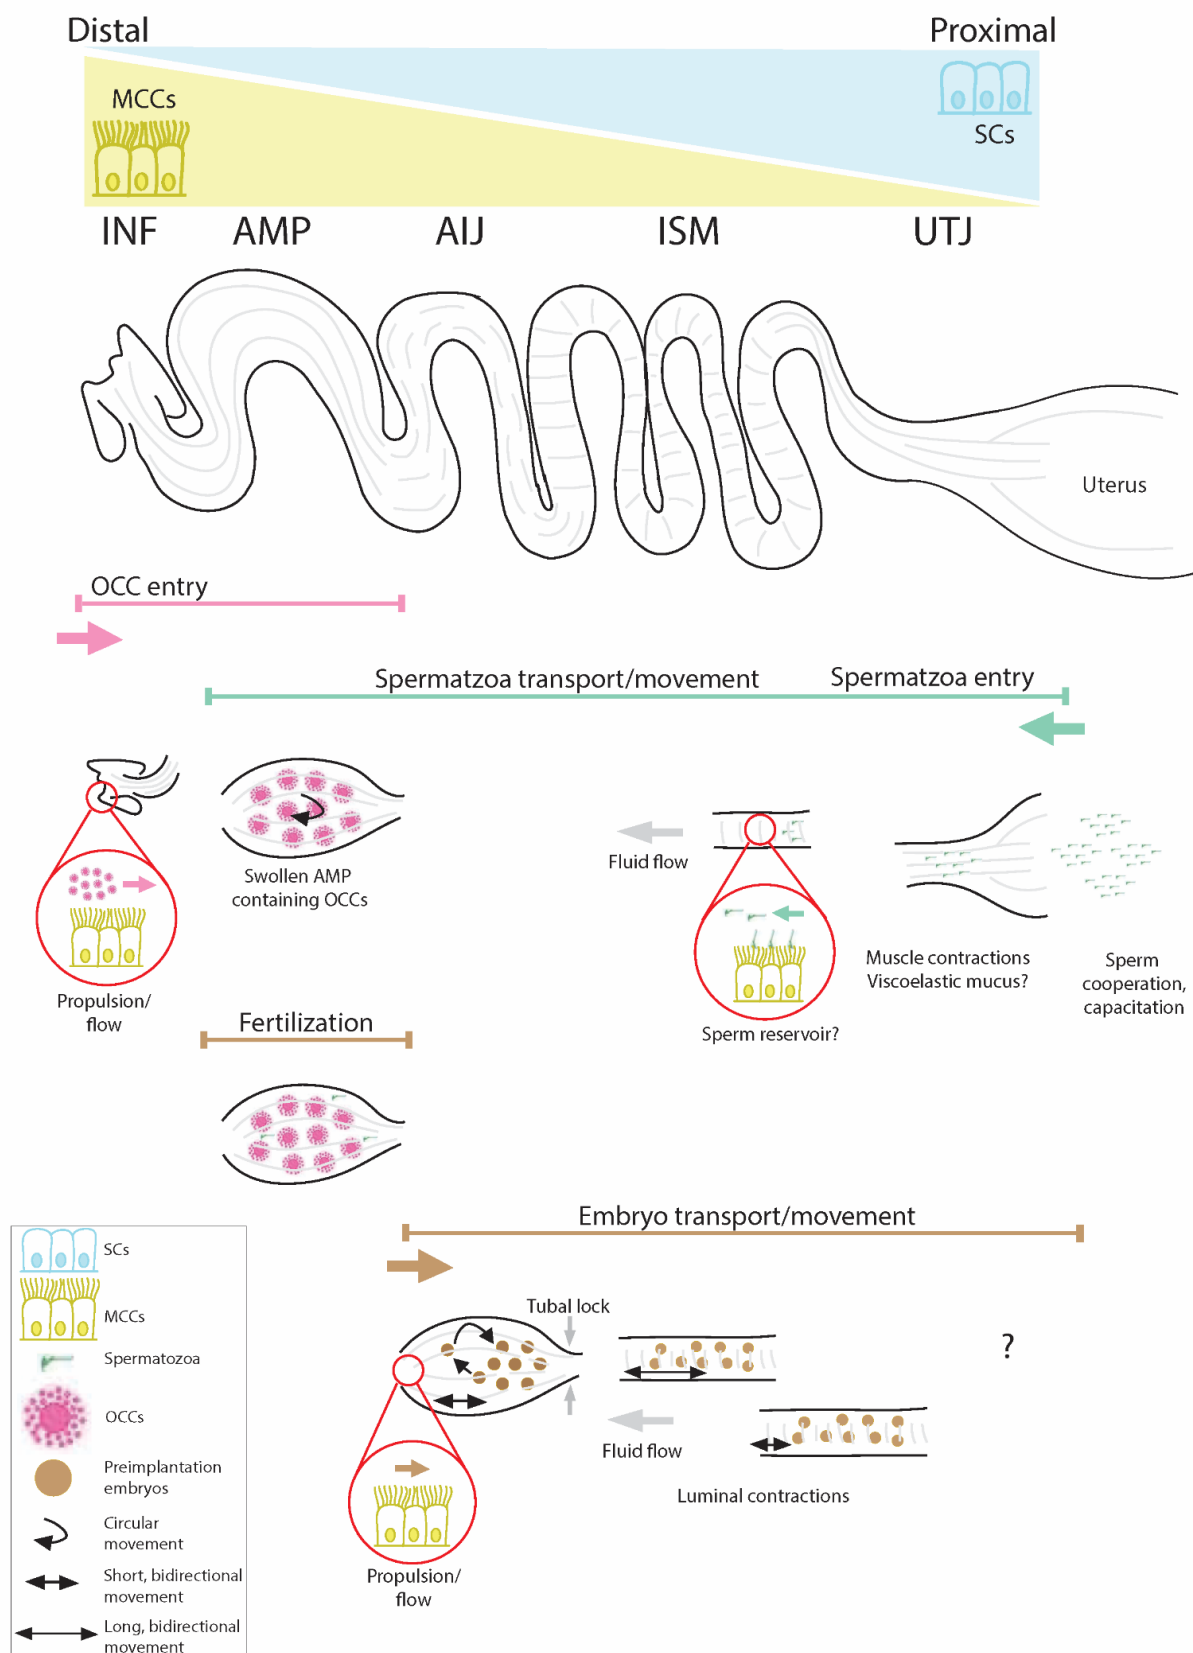 Distal
Proximal
MCCs
SCs
INF
AMP
AIJ
ISM
UTJ
Uterus
OCC entry
Spermatzoa transport/movement
Spermatzoa entry
Fluid flow
Swollen AMP
containing OCCs
Muscle contractions
Viscoelastic mucus?
Sperm
cooperation,
capacitation
Propulsion/
flow
Sperm reservoir?
Fertilization
Embryo transport/movement
Tubal lock
?
Fluid flow
Luminal contractions
Propulsion/
flow
SCs
MCCs
Spermatozoa
OCCs
Preimplantation
embryos
Circular
movement
Short, bidirectional
movement
Long, bidirectional
movement